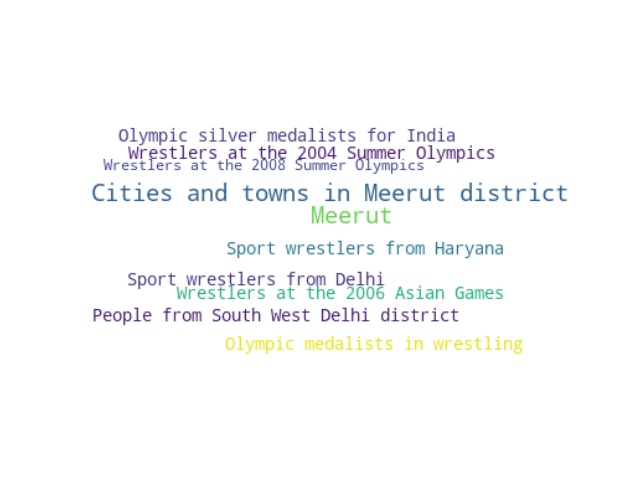 Olympic silver medalists for India
Wrestlers at the 2004 Summer Olympics
Wrestlers at the 2008 Summer Olympics
Cities and towns in Meerut district
Meerut
Sport wrestlers from Haryana
Sport wrestlers from Delhi
Wrestlers at the 2006 Asian Games
People from South West Delhi district
Olympic medalists in wrestling